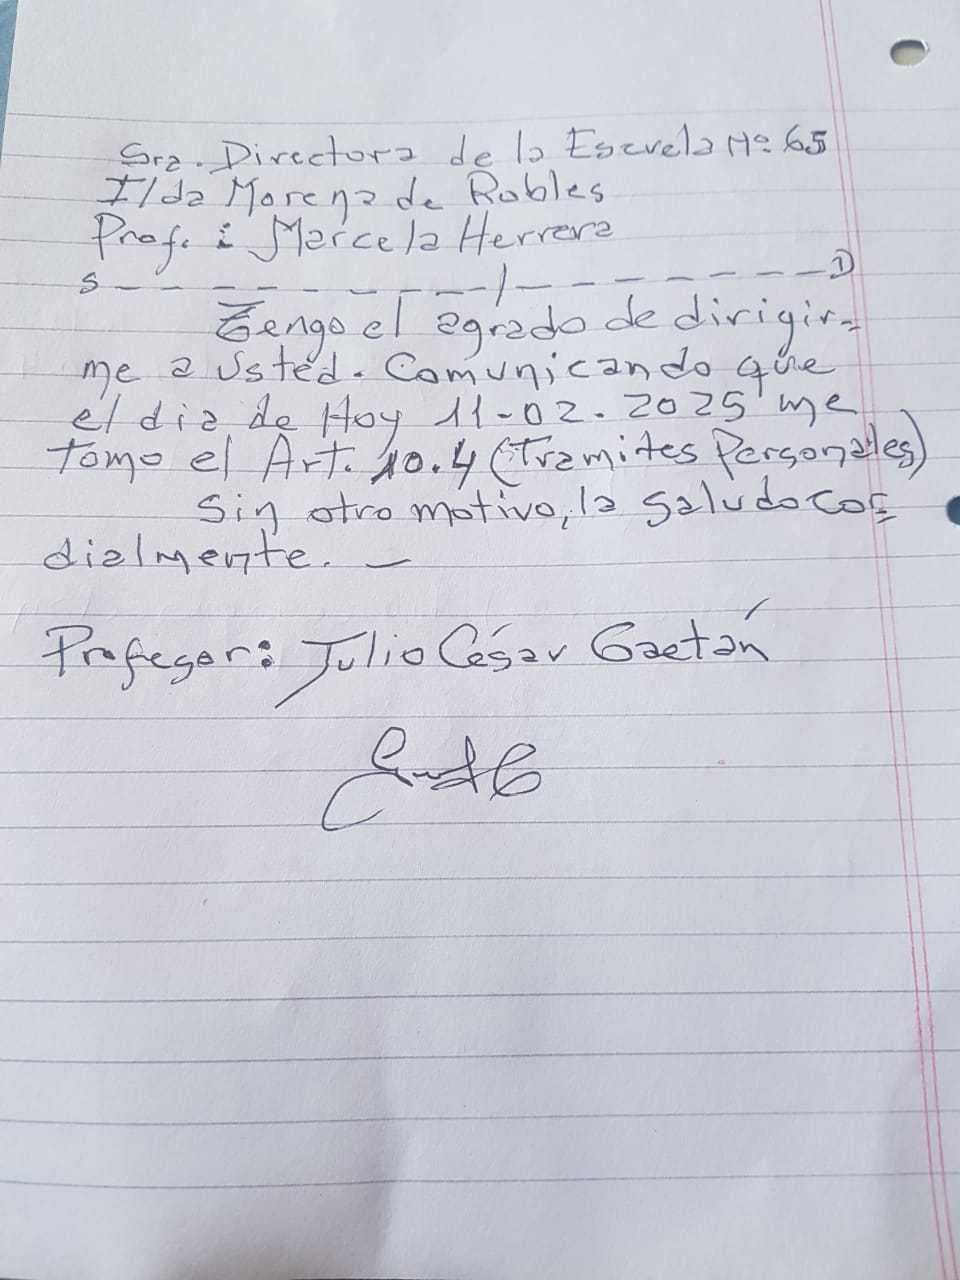 Sra. Directora de la Escuela Nº 65
Ilda Morena de Robles
Prof. : Marcela Herrera
S - - - - - - - - - / - - - - - - - D
Tengo el agrado de dirigir-
me a Usted. Comunicando que
el dia de Hoy 11-02-2025 me
tomo el Art. 10.4 (Tramites Personales)
Sin otro motivo, la saludo cor=
dialmente. —
Profesor: Julio César Gaetán